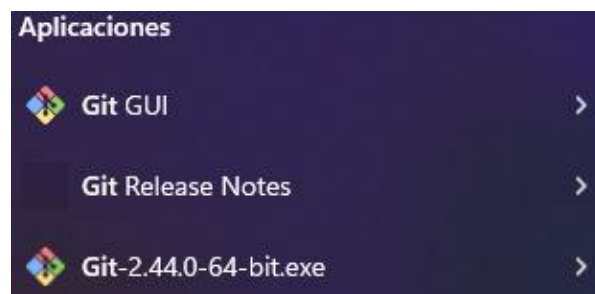 Aplicaciones
Git GUI
Git Release Notes
Git-2.44.0-64-bit.exe